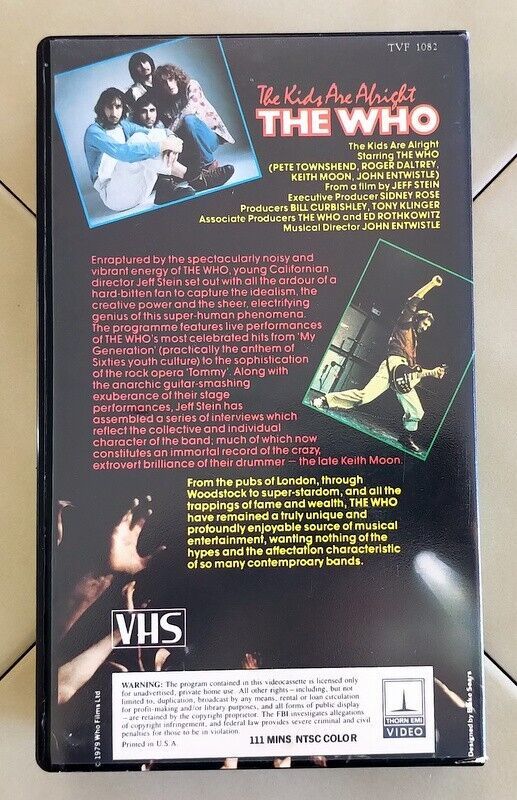 TVF 1082
The Kids Are Alright
THE WHO
The Kids Are Alright
Starring THE WHO
(PETE TOWNSHEND, ROGER DALTREY,
KEITH MOON, JOHN ENTWISTLE)
From a film by JEFF STEIN
Executive Producer SIDNEY ROSE
Producers BILL CURBISHLEY, TONY KLINGER
Associate Producers THE WHO and ED ROTHKOWITZ
Musical Director JOHN ENTWISTLE
Enraptured by the spectacularly noisy and
vibrant energy of THE WHO, young Californian
director Jeff Stein set out with all the ardour of a
hard-bitten fan to capture the idealism, the
creative power and the sheer, electrifying
genius of this super-human phenomena.
The programme features live performances
of THE WHO's most celebrated hits from 'My
Generation' (practically the anthem of
Sixties youth culture) to the sophistication
of the rock opera 'Tommy'. Along with
the anarchic guitar-smashing
exuberance of their stage
performances, Jeff Stein has
assembled a series of interviews which
reflect the collective and individual
character of the band; much of which now
constitutes an immortal record of the crazy,
extrovert brilliance of their drummer – the late Keith Moon.
From the pubs of London, through
Woodstock to super-stardom, and all the
trappings of fame and wealth, THE WHO
have remained a truly unique and
profoundly enjoyable source of musical
entertainment, wanting nothing of the
hypes and the affectation characteristic
of so many contemproary bands.
VHS
WARNING: The program contained in this videocassette is licensed only
for unadvertised, private home use. All other rights – including, but not
limited to, duplication, broadcast by any means, rental or loan circulation
for profit-making and/or library purposes, and all forms of public display
– are retained by the copyright proprietor. The FBI investigates allegations
of copyright infringement, and federal law provides severe criminal and civil
penalties for those to be in violation.
Printed in U.S.A.
111 MINS NTSC COLOR
THORN EMI
VIDEO
© 1979 Who Films Ltd
Designed by Sears